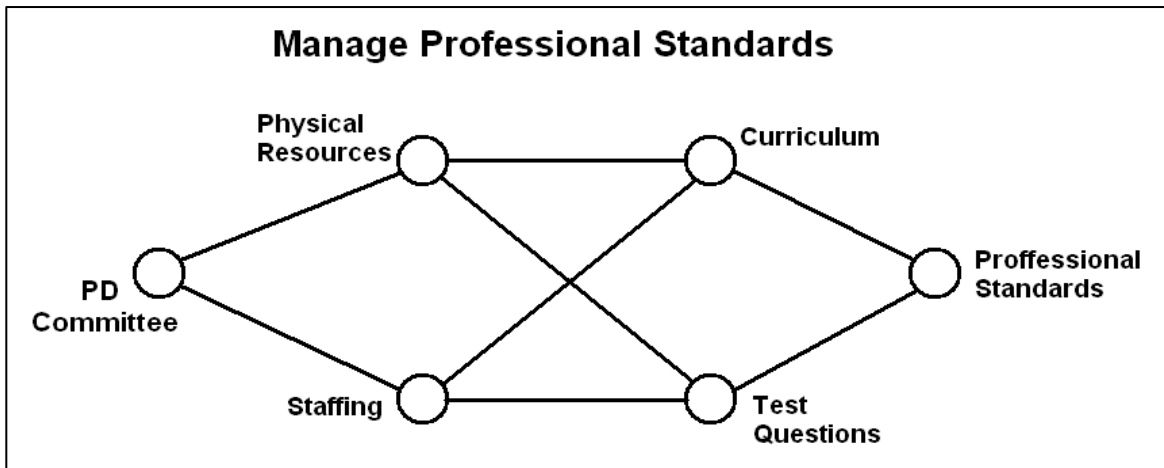 Manage Professional Standards
Physical
Resources
Curriculum
PD
Committee
Proffessional
Standards
Staffing
Test
Questions